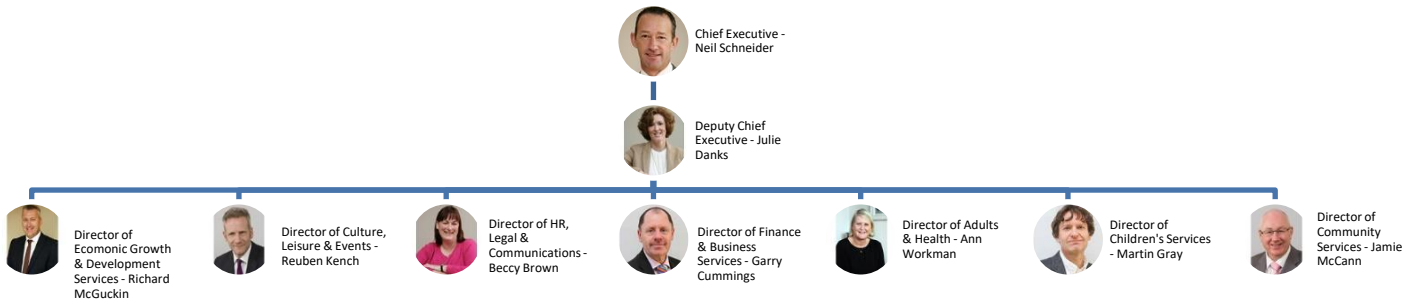 Chief Executive -
Neil Schneider
Deputy Chief
Executive - Julie
Danks
Director of
Ecomonic Growth
& Development
Services - Richard
McGuckin
Director of Culture,
Leisure & Events -
Reuben Kench
Director of HR,
Legal &
Communications -
Beccy Brown
Director of Finance
& Business
Services - Garry
Cummings
Director of Adults
& Health - Ann
Workman
Director of
Children's Services
- Martin Gray
Director of
Community
Services - Jamie
McCann